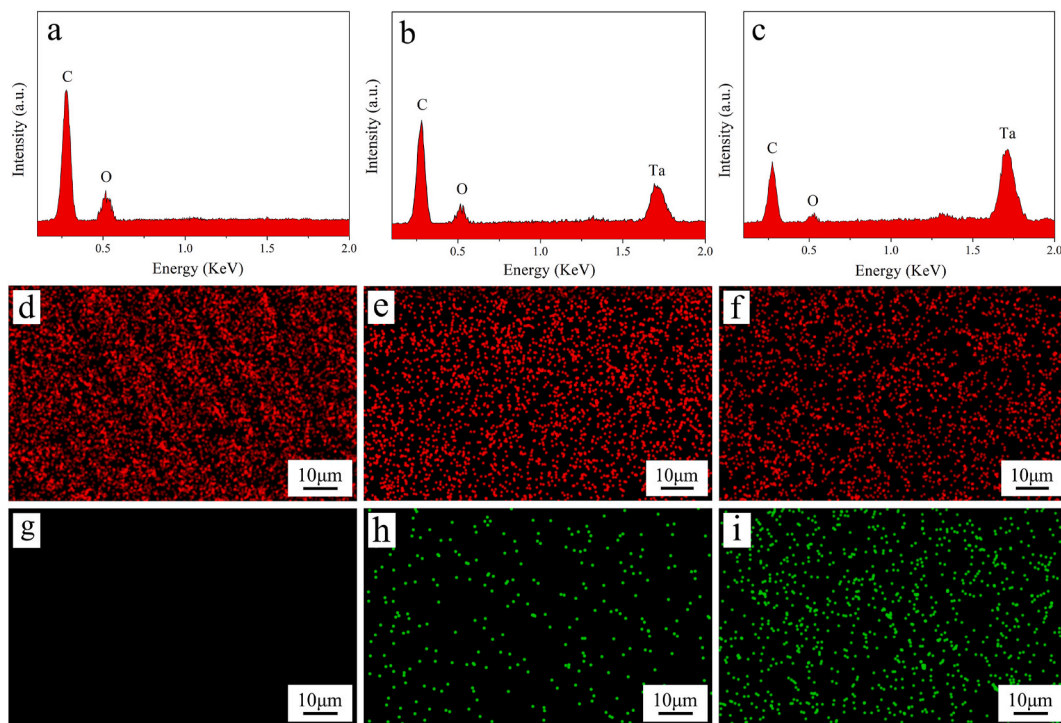 a
C
O
Intensity (a.u.)
0.5 1.0 1.5 2.0
Energy (KeV)
b
C
O
Ta
Intensity (a.u.)
0.5 1.0 1.5 2.0
Energy (KeV)
c
C
O
Ta
Intensity (a.u.)
0.5 1.0 1.5 2.0
Energy (KeV)
d
10μm
e
10μm
f
10μm
g
10μm
h
10μm
i
10μm